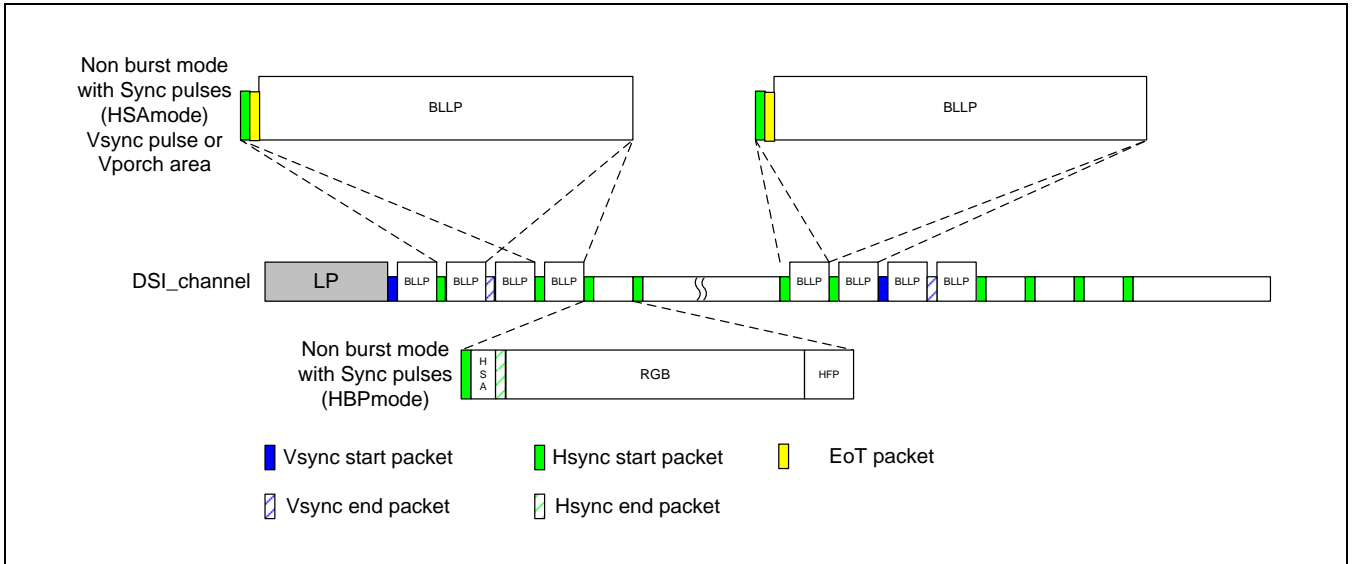 Non burst mode
with Sync pulses
(HSAmode)
Vsync pulse or
Vporch area
BLLP
BLLP
DSI_channel
LP
BLLP
BLLP
BLLP
BLLP
BLLP
BLLP
BLLP
BLLP
Non burst mode
with Sync pulses
(HBPmode)
H
S
A
RGB
HFP
Vsync start packet
Hsync start packet
EoT packet
Vsync end packet
Hsync end packet